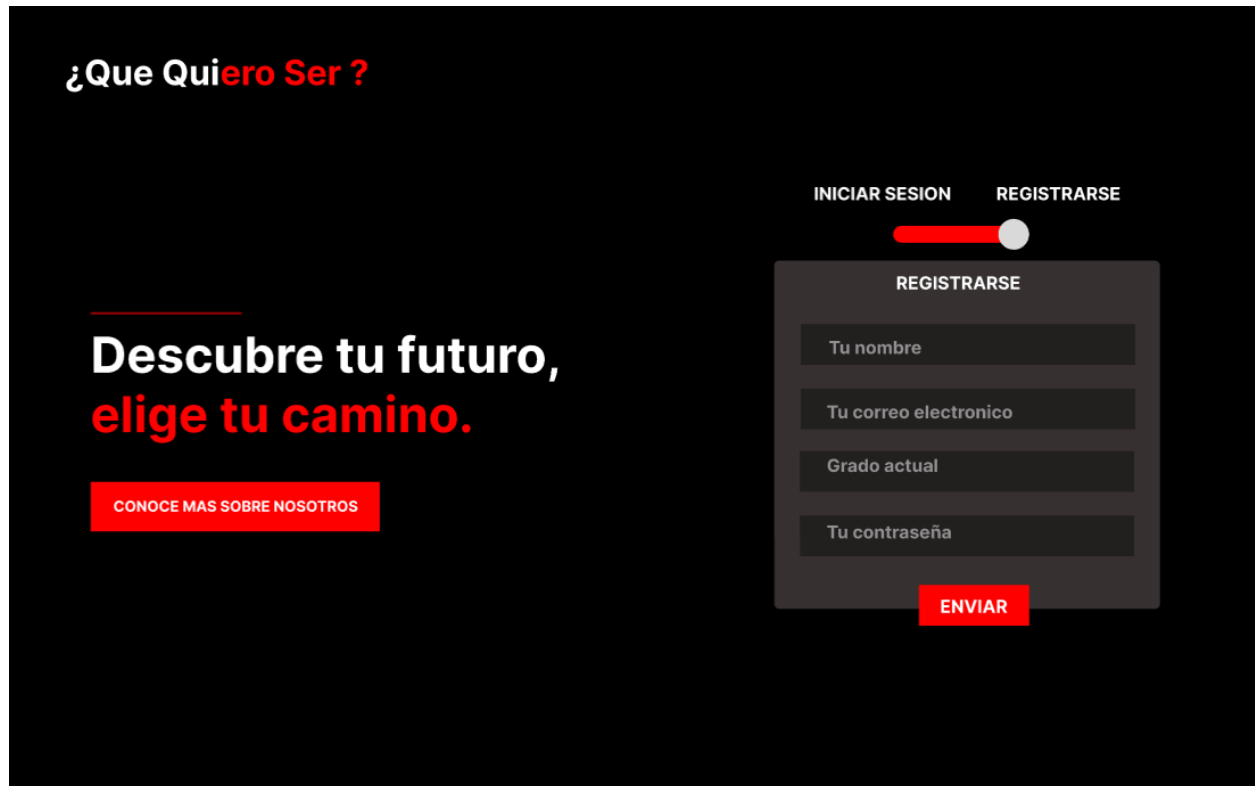 ¿Que Quiero Ser ?
INICIAR SESION
REGISTRARSE
REGISTRARSE
Tu nombre
Tu correo electronico
Grado actual
Tu contraseña
ENVIAR
Descubre tu futuro,
elige tu camino.
CONOCE MAS SOBRE NOSOTROS